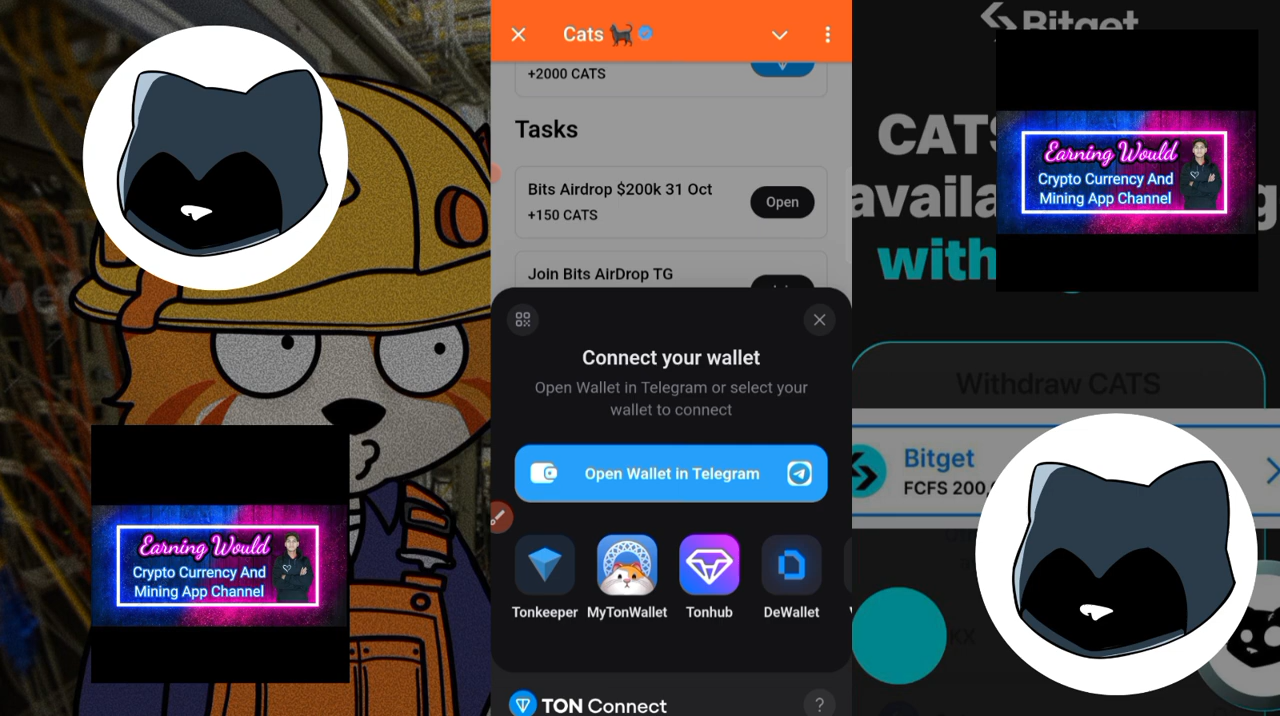 Earning Would
Crypto Currency And
Mining App Channel
Cats
+2000 CATS
Tasks
Bits Airdrop $200k 31 Oct
+150 CATS
Open
Join Bits AirDrop TG
Connect your wallet
Open Wallet in Telegram or select your
wallet to connect
Open Wallet in Telegram
Tonkeeper MyTonWallet Tonhub DeWallet
TON Connect
?
Bitget
CATS
with
Earning Would
Crypto Currency And
Mining App Channel
Withdraw CATS
Bitget
FCFS 200,